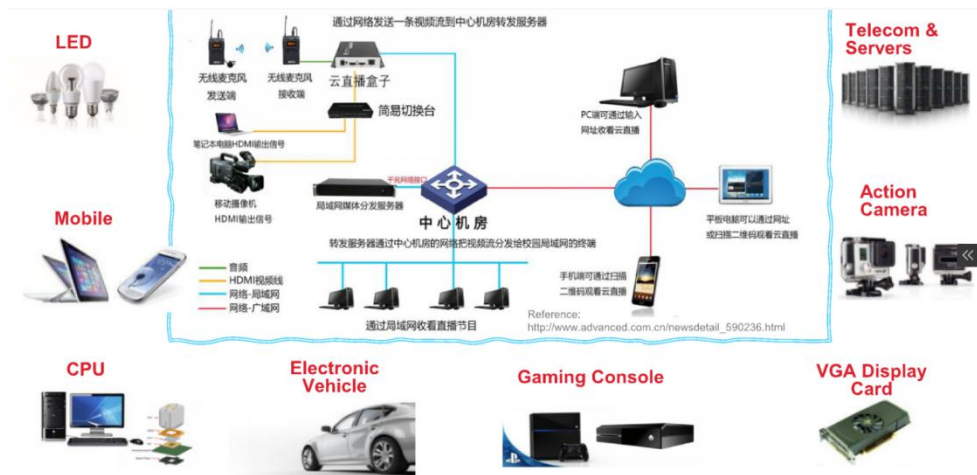 LED
通过网络发送一条视频流到中心机房转发服务器
Telecom &
Servers
无线麦克风
发送端
无线麦克风
接收端
云直播盒子
简易切换台
笔记本电脑HDMI输出信号
移动摄像机
HDMI输出信号
PC端可通过输入
网址收看云直播
千兆网络接口
局域网媒体分发服务器
中心机房
平板电脑可以通过网址
或扫描二维码观看云直播
Mobile
Action
Camera
转发服务器通过中心机房的网络把视频流分发给校园局域网的终端
音频
HDMI视频线
网络-局域网
网络-广域网
手机端可通过扫描
二维码观看云直播
通过局域网收看直播节目
Reference:
http://www.advanced.com.cn/newsdetail_590236.html
CPU
Electronic
Vehicle
Gaming Console
VGA Display
Card